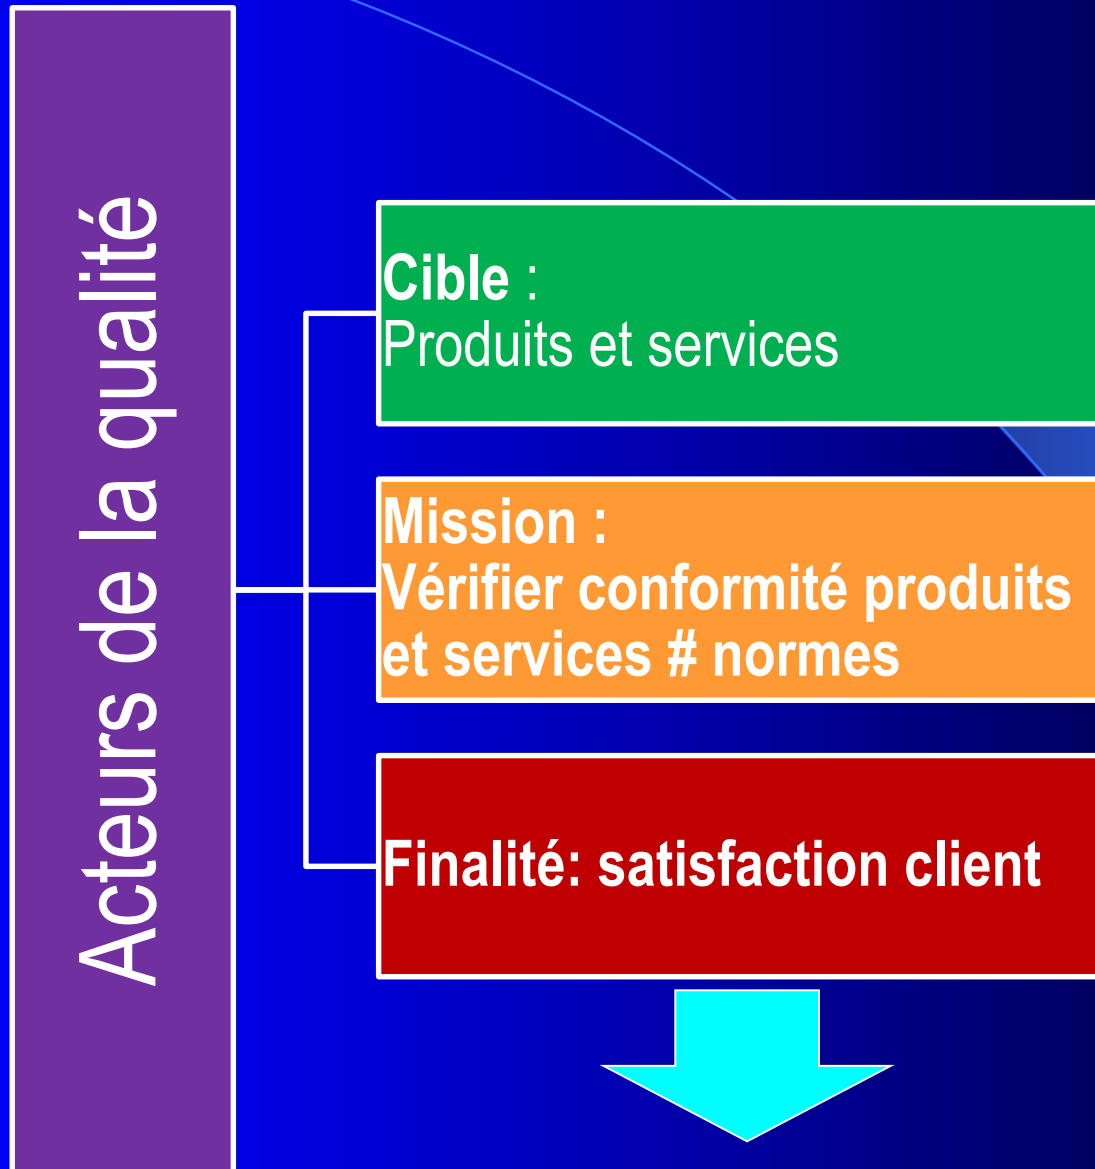 Acteurs de la qualité
Cible :
Produits et services
Mission :
Vérifier conformité produits
et services # normes
Finalité: satisfaction client